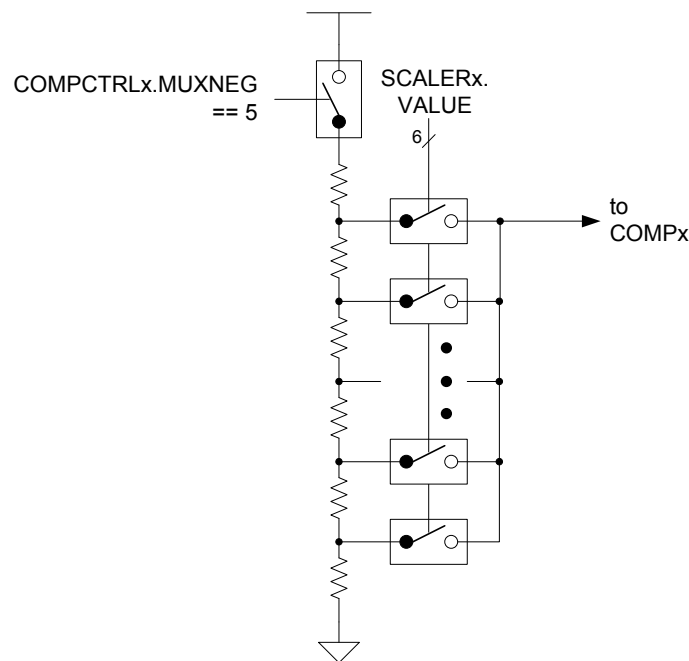 COMPCTRLx.MUXNEG
== 5
SCALERx.
VALUE
6
to
COMPx